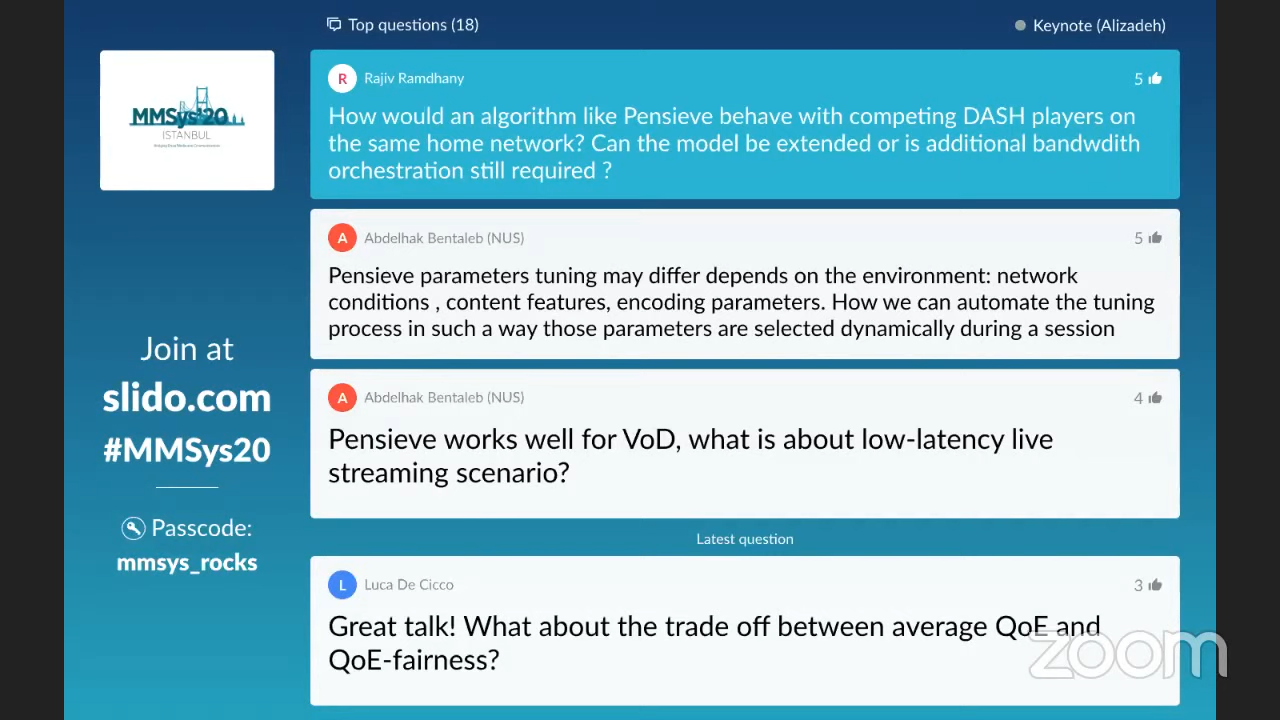 Top questions (18)
Keynote (Alizadeh)
MMSys'20
ISTANBUL
R
Rajiv Ramdhany
5
How would an algorithm like Pensieve behave with competing DASH players on
the same home network? Can the model be extended or is additional bandwdith
orchestration still required ?
A
Abdelhak Bentaleb (NUS)
5
Pensieve parameters tuning may differ depends on the environment: network
conditions , content features, encoding parameters. How we can automate the tuning
process in such a way those parameters are selected dynamically during a session
Join at
slido.com
#MMSys20
Passcode:
mmsys_rocks
A
Abdelhak Bentaleb (NUS)
4
Pensieve works well for VoD, what is about low-latency live
streaming scenario?
Latest question
L
Luca De Cicco
3
Great talk! What about the trade off between average QoE and
QoE-fairness?
zoom